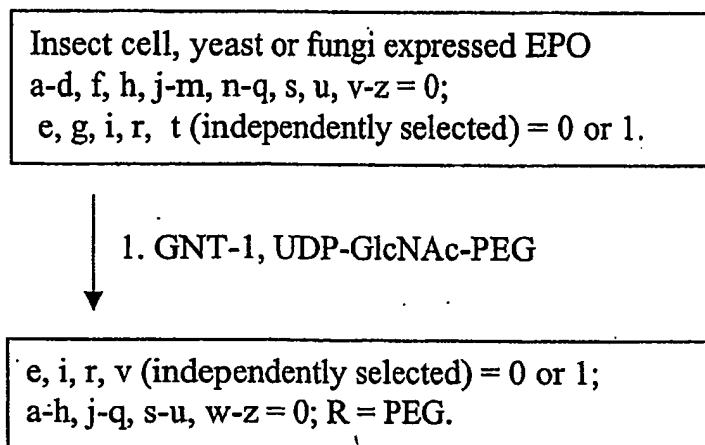 Insect cell, yeast or fungi expressed EPO
a-d, f, h, j-m, n-q, s, u, v-z = 0;
e, g, i, r, t (independently selected) = 0 or 1.
1. GNT-1, UDP-GlcNAc-PEG
e, i, r, v (independently selected) = 0 or 1;
a-h, j-q, s-u, w-z = 0; R = PEG.